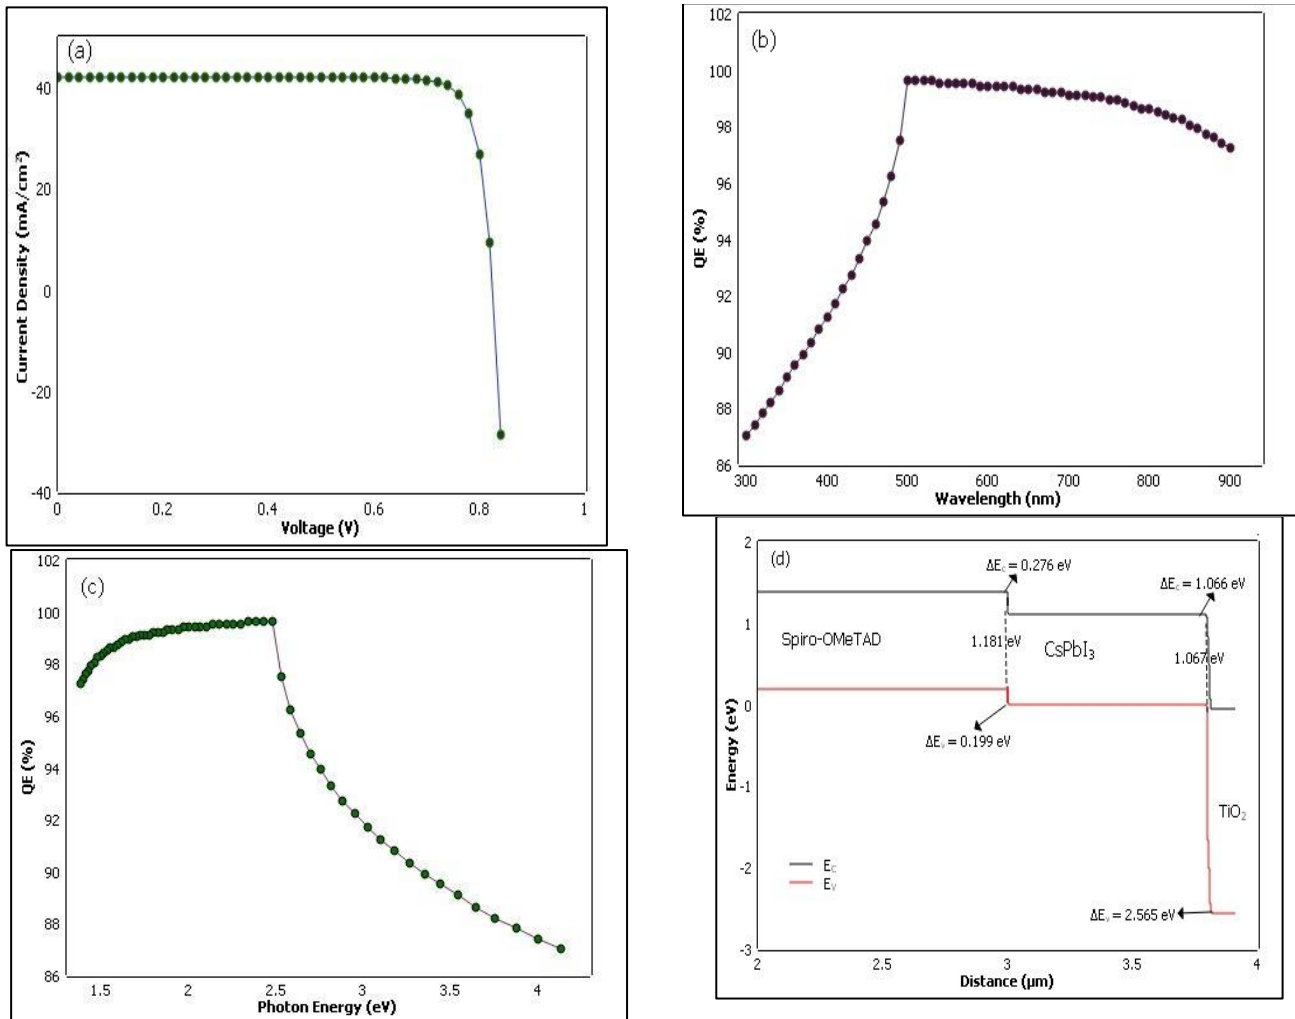 (a)
40
20
0
-20
-40
0
0.2
0.4
0.6
0.8
1
Current Density (mA/cm²)
Voltage (V)
(b)
102
100
98
96
94
92
90
88
86
300
400
500
600
700
800
900
QE (%)
Wavelength (nm)
(c)
102
100
98
96
94
92
90
88
86
1.5
2
2.5
3
3.5
4
QE (%)
Photon Energy (eV)
(d)
2
1
0
-1
-2
-3
2
2.5
3
3.5
4
Energy (eV)
Distance (μm)
ΔE꜀ = 0.276 eV
ΔE꜀ = 1.066 eV
Spiro-OMeTAD
1.181 eV
CsPbI₃
1.067 eV
ΔEᵥ = 0.199 eV
TiO₂
E꜀
Eᵥ
ΔEᵥ = 2.565 eV